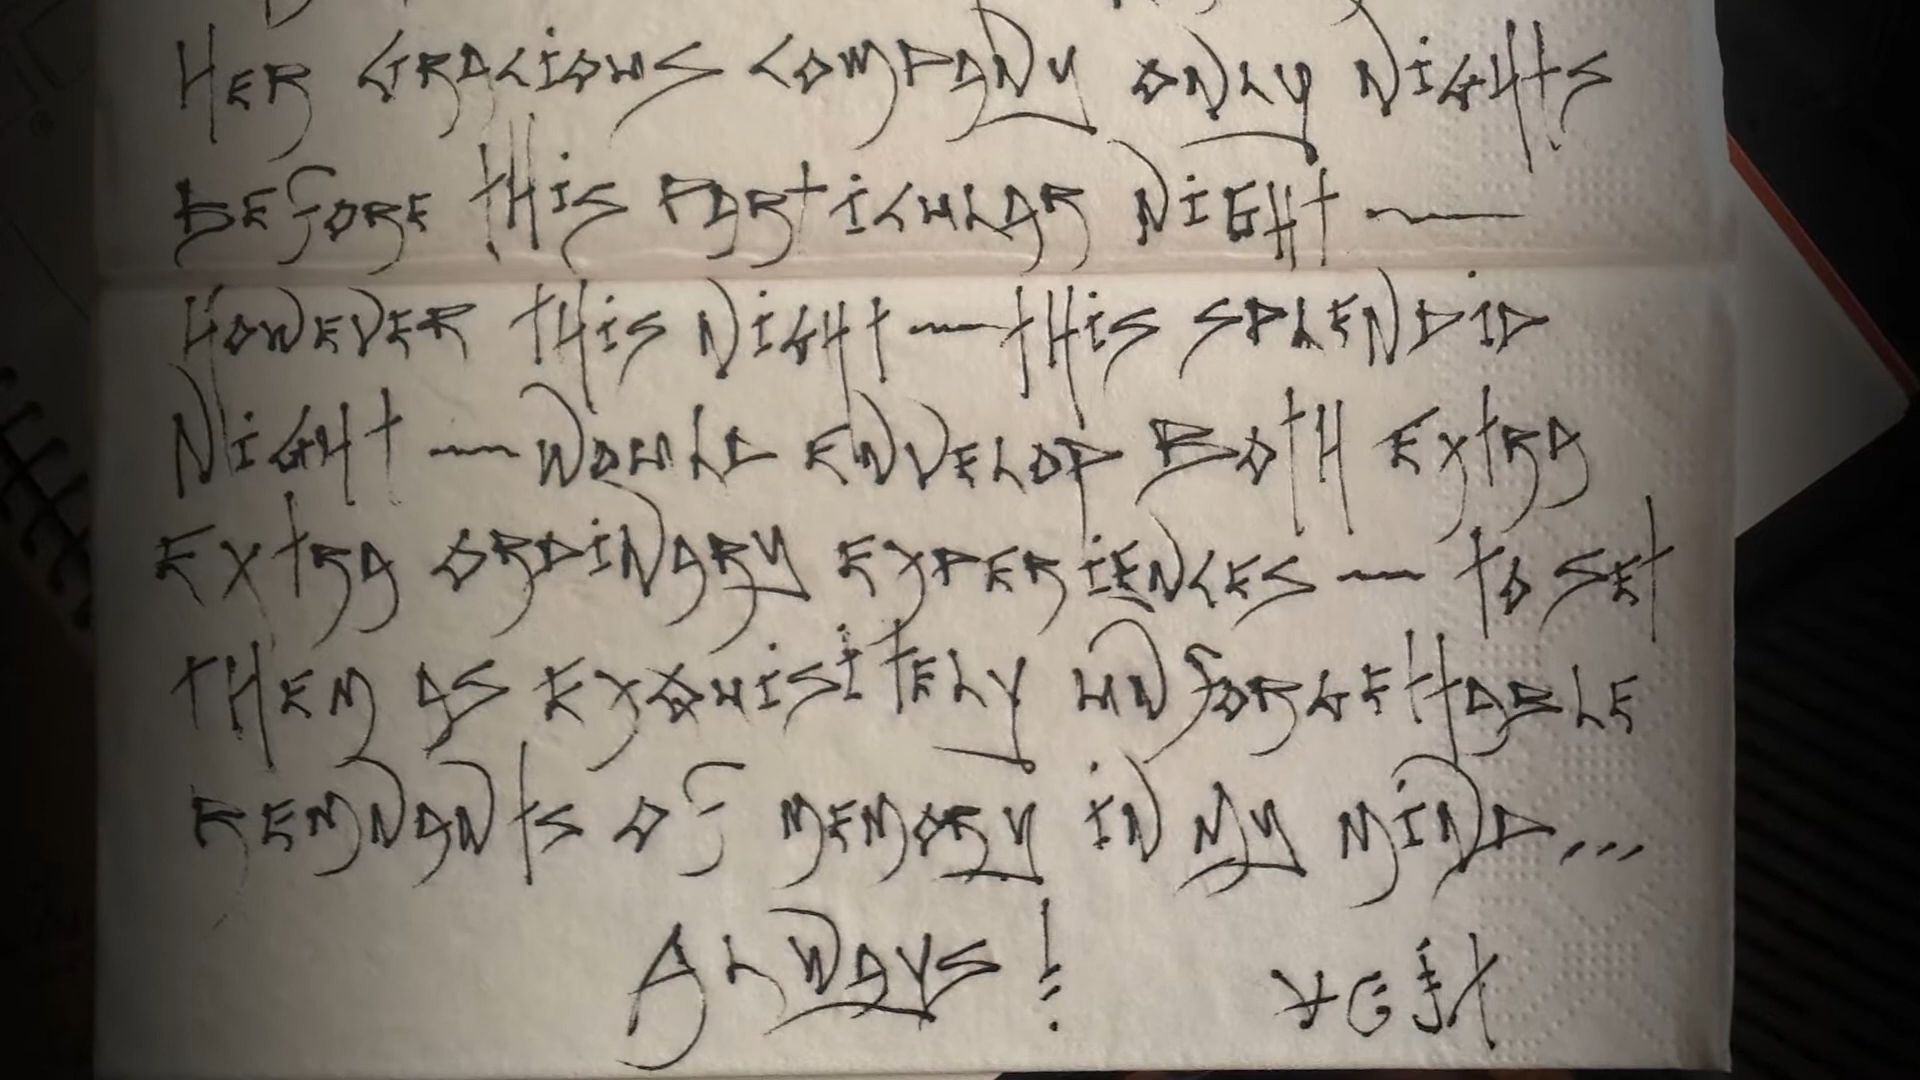 HER GRACIOUS COMPANY ONLY NIGHTS
BEFORE THIS PARTICULAR NIGHT —
HOWEVER THIS NIGHT — THIS SPLENDID
NIGHT — WOULD ENVELOP BOTH EXTRA
EXTRA ORDINARY EXPERIENCES — TO SET
THEM AS EXQUISITELY UNFORGETTABLE
REMNANTS OF MEMORY IN MY MIND...
ALWAYS!